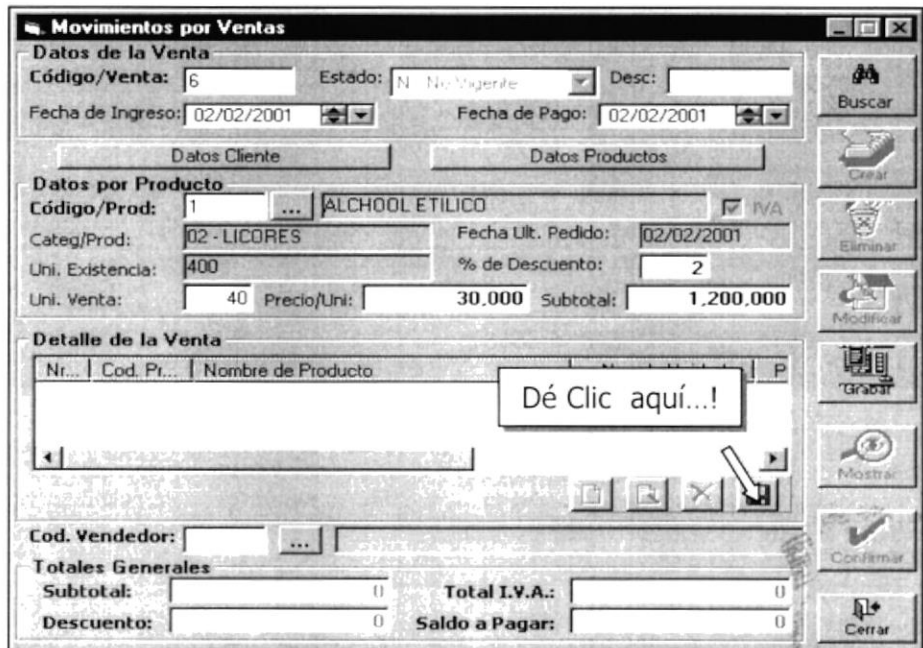 Movimientos por Ventas
Datos de la Venta
Código/Venta: 6 Estado: N No Vigente Desc:
Fecha de Ingreso: 02/02/2001 Fecha de Pago: 02/02/2001
Datos Cliente Datos Productos
Datos por Producto
Código/Prod: 1 ... ALCHOOL ETILICO IVA
Categ/Prod: 02 - LICORES Fecha Ult. Pedido: 02/02/2001
Uni. Existencia: 400 % de Descuento: 2
Uni. Venta: 40 Precio/Uni: 30,000 Subtotal: 1,200,000
Detalle de la Venta
Nr... Cod. Pr... Nombre de Producto P
Dé Clic aquí...!
Cod. Vendedor: ...
Totales Generales
Subtotal: 0 Total I.V.A.: 0
Descuento: 0 Saldo a Pagar: 0
Buscar
Crear
Eliminar
Modificar
Grabar
Mostrar
Confirmar
Cerrar